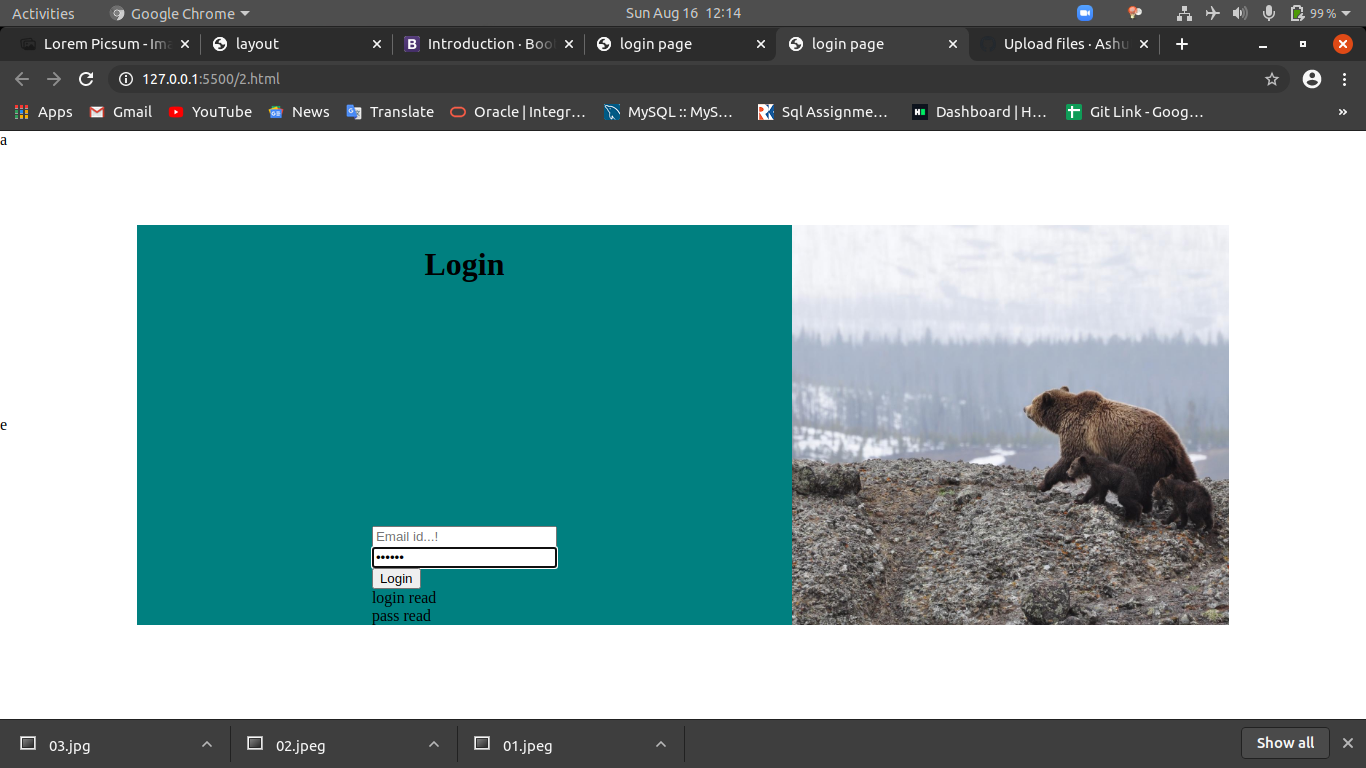 Activities Google Chrome Sun Aug 16 12:14 99 %
Lorem Picsum - Ima layout Introduction · Boo login page login page Upload files · Ashu
127.0.0.1:5500/2.html
Apps Gmail YouTube News Translate Oracle | Integr… MySQL :: MyS… Sql Assignme… Dashboard | H… Git Link - Goog… »
a
Login
e
Email id...!
••••••
Login
login read
pass read
03.jpg 02.jpeg 01.jpeg Show all